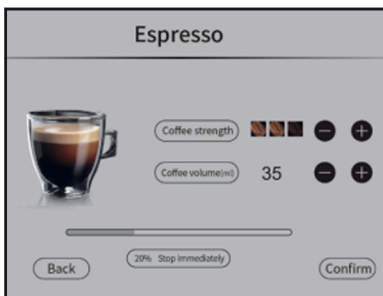 Espresso
Coffee strength
Coffee volume(ml) 35
20% Stop immediately
Back
Confirm